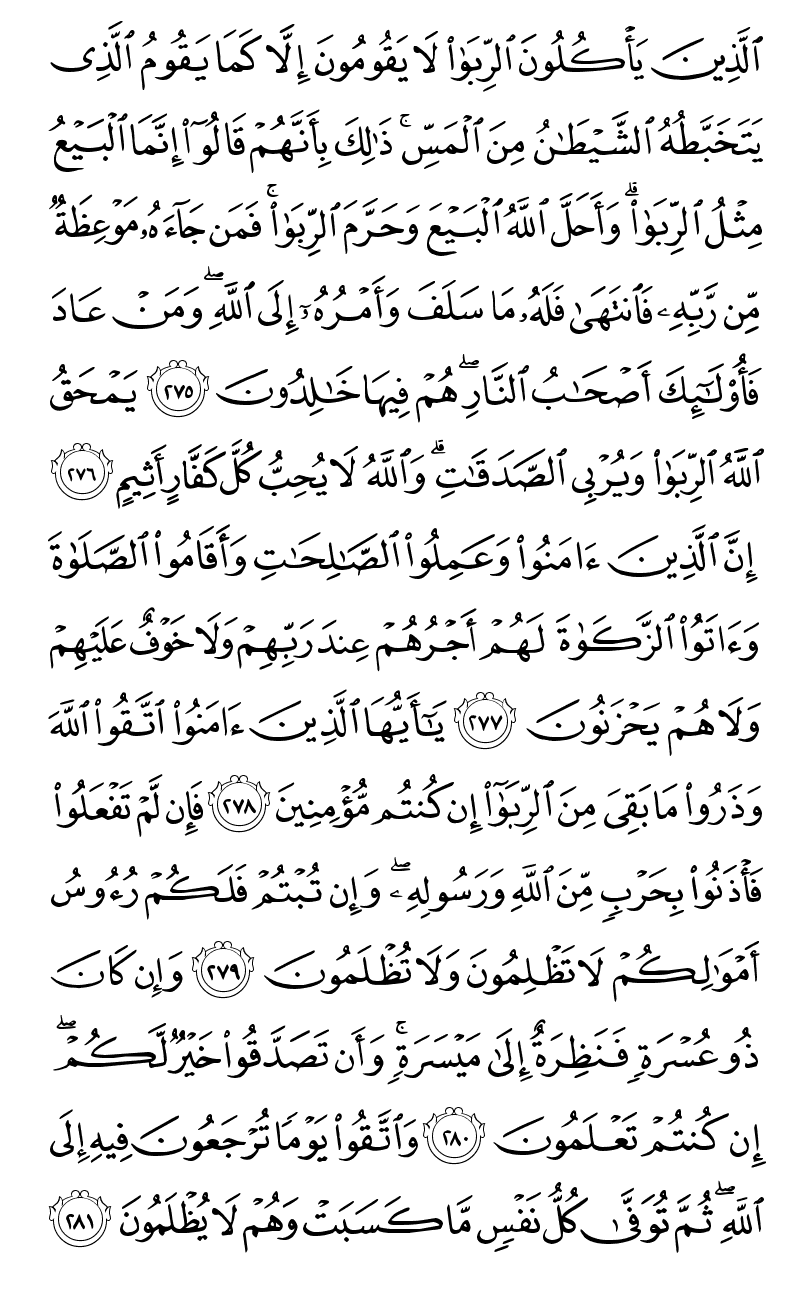 ٱلَّذِينَ يَأۡكُلُونَ ٱلرِّبَوٰاْ لَا يَقُومُونَ إِلَّا كَمَا يَقُومُ ٱلَّذِى
يَتَخَبَّطُهُ ٱلشَّيۡطَٰنُ مِنَ ٱلۡمَسِّۚ ذَٰلِكَ بِأَنَّهُمۡ قَالُوٓاْ إِنَّمَا ٱلۡبَيۡعُ
مِثۡلُ ٱلرِّبَوٰاْۗ وَأَحَلَّ ٱللَّهُ ٱلۡبَيۡعَ وَحَرَّمَ ٱلرِّبَوٰاْۚ فَمَن جَآءَهُۥ مَوۡعِظَةٌ
مِّن رَّبِّهِۦ فَٱنتَهَىٰ فَلَهُۥ مَا سَلَفَ وَأَمۡرُهُۥٓ إِلَى ٱللَّهِۖ وَمَنۡ عَادَ
فَأُوْلَٰٓئِكَ أَصۡحَٰبُ ٱلنَّارِۖ هُمۡ فِيهَا خَٰلِدُونَ ٢٧٥ يَمۡحَقُ
ٱللَّهُ ٱلرِّبَوٰاْ وَيُرۡبِى ٱلصَّدَقَٰتِۗ وَٱللَّهُ لَا يُحِبُّ كُلَّ كَفَّارٍ أَثِيمٍ ٢٧٦
إِنَّ ٱلَّذِينَ ءَامَنُواْ وَعَمِلُواْ ٱلصَّٰلِحَٰتِ وَأَقَامُواْ ٱلصَّلَوٰةَ
وَءَاتَوُاْ ٱلزَّكَوٰةَ لَهُمۡ أَجۡرُهُمۡ عِندَ رَبِّهِمۡ وَلَا خَوۡفٌ عَلَيۡهِمۡ
وَلَا هُمۡ يَحۡزَنُونَ ٢٧٧ يَٰٓأَيُّهَا ٱلَّذِينَ ءَامَنُواْ ٱتَّقُواْ ٱللَّهَ
وَذَرُواْ مَا بَقِىَ مِنَ ٱلرِّبَوٰٓاْ إِن كُنتُم مُّؤۡمِنِينَ ٢٧٨ فَإِن لَّمۡ تَفۡعَلُواْ
فَأۡذَنُواْ بِحَرۡبٍ مِّنَ ٱللَّهِ وَرَسُولِهِۦۖ وَإِن تُبۡتُمۡ فَلَكُمۡ رُءُوسُ
أَمۡوَٰلِكُمۡ لَا تَظۡلِمُونَ وَلَا تُظۡلَمُونَ ٢٧٩ وَإِن كَانَ
ذُو عُسۡرَةٍ فَنَظِرَةٌ إِلَىٰ مَيۡسَرَةٍۚ وَأَن تَصَدَّقُواْ خَيۡرٌ لَّكُمۡۖ
إِن كُنتُمۡ تَعۡلَمُونَ ٢٨٠ وَٱتَّقُواْ يَوۡمًا تُرۡجَعُونَ فِيهِ إِلَى
ٱللَّهِۖ ثُمَّ تُوَفَّىٰ كُلُّ نَفۡسٍ مَّا كَسَبَتۡ وَهُمۡ لَا يُظۡلَمُونَ ٢٨١